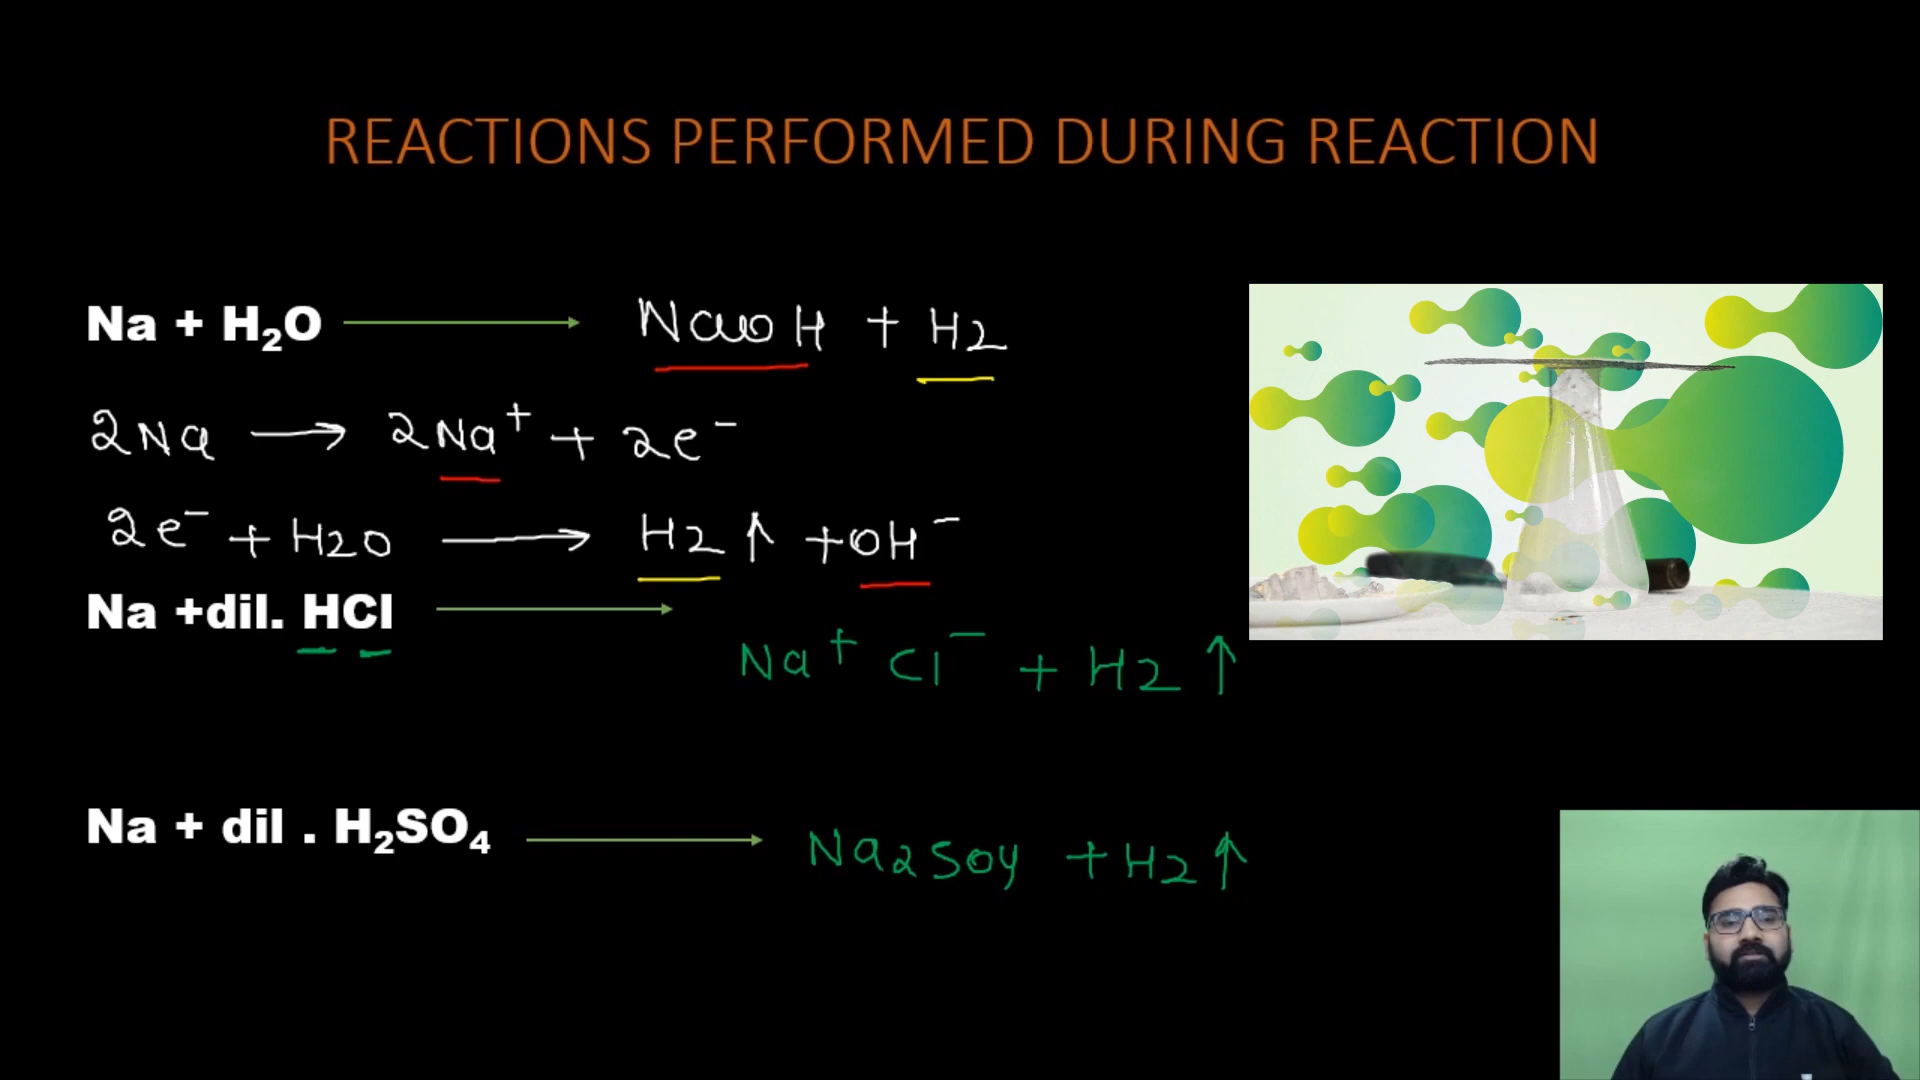 REACTIONS PERFORMED DURING REACTION
Na + H₂O ⟶ NaOH + H2
2Na ⟶ 2Na⁺ + 2e⁻
2e⁻ + H2O ⟶ H2 ↑ + OH⁻
Na +dil. HCl ⟶ Na⁺ Cl⁻ + H2 ↑
Na + dil . H₂SO₄ ⟶ Na2SO4 + H2 ↑